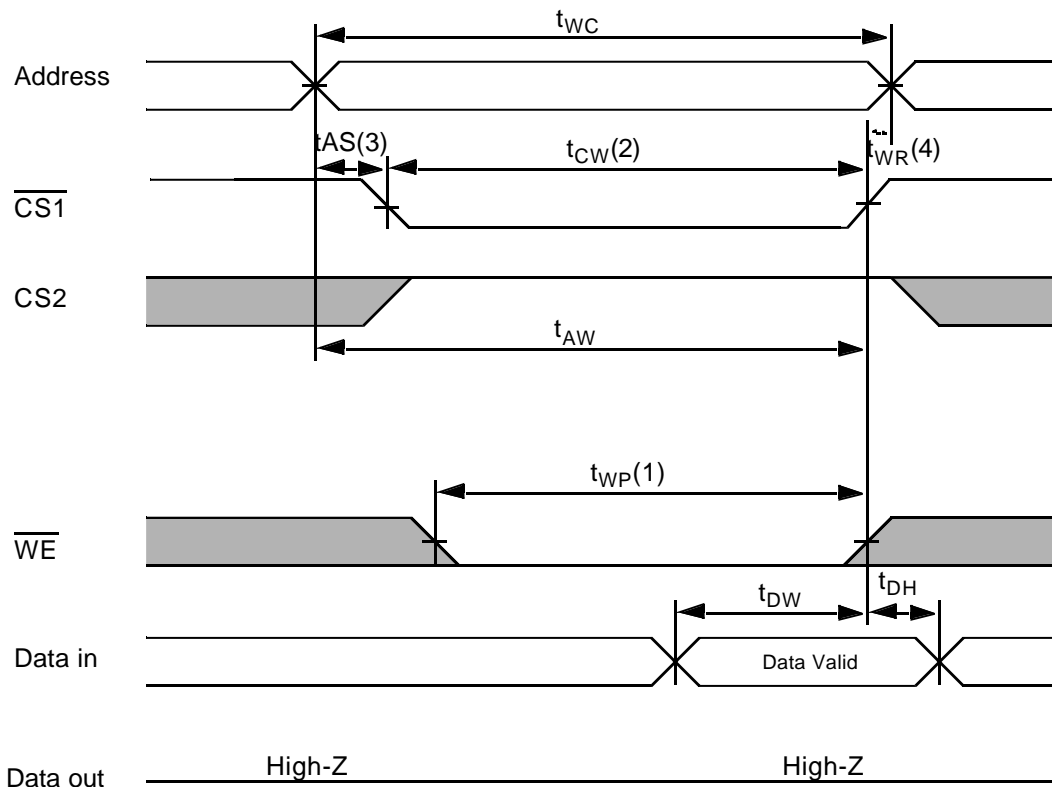 tWC
Address
tAS(3)
tCW(2)
tWR(4)
CS1
CS2
tAW
tWP(1)
WE
tDW
tDH
Data in
Data Valid
Data out
High-Z
High-Z